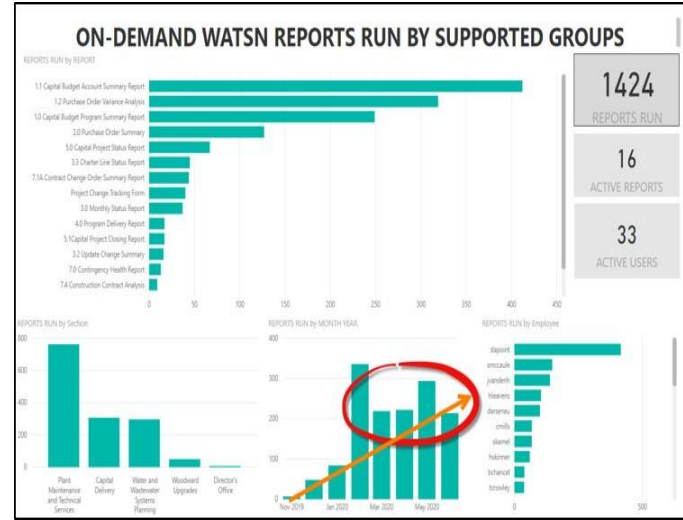 ON-DEMAND WATSN REPORTS RUN BY SUPPORTED GROUPS
REPORTS RUN by REPORT
1.1 Capital Budget Account Summary Report
1.2 Purchase Order Variance Analysis
1.0 Capital Budget Program Summary Report
2.0 Purchase Order Summary
5.0 Capital Project Status Report
3.3 Charter Line Status Report
7.1A Contract Change Order Summary Report
Project Change Tracking Form
3.0 Monthly Status Report
4.0 Program Delivery Report
5.1Capital Project Closing Report
3.2 Update Change Summary
7.0 Contingency Health Report
7.4 Construction Contract Analysis
0 50 100 150 200 250 300 350 400 450
1424
REPORTS RUN
16
ACTIVE REPORTS
33
ACTIVE USERS
REPORTS RUN by Section
800
600
400
200
0
Plant Maintenance and Technical Services
Capital Delivery
Water and Wastewater Systems Planning
Woodward Upgrades
Director's Office
REPORTS RUN by MONTH YEAR
400
300
200
100
0
Nov 2019 Jan 2020 Mar 2020 May 2020
REPORTS RUN by Employee
slapoint
omccaule
jvandenh
hleavens
darsenau
cmills
skamel
hskinner
bchancel
tcrowley
0 500